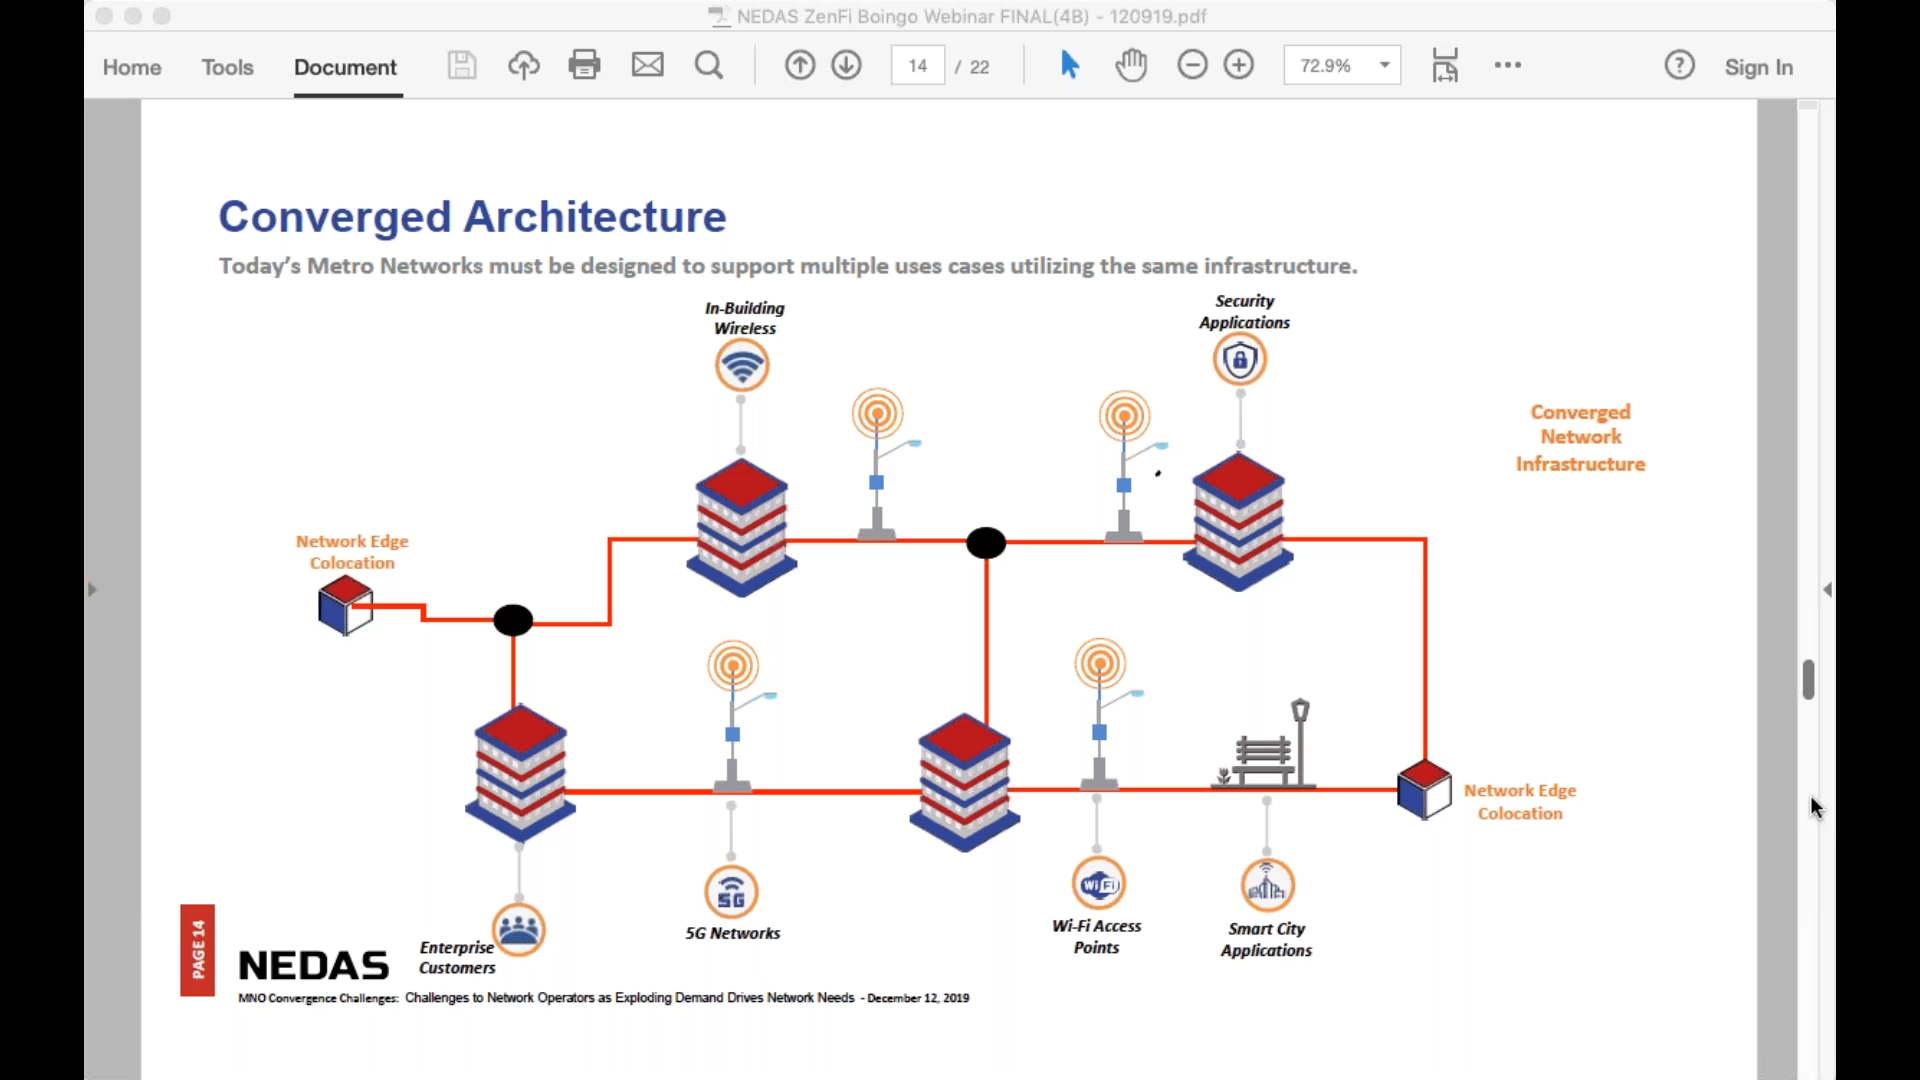 NEDAS ZenFi Boingo Webinar FINAL(4B) - 120919.pdf
Home
Tools
Document
14
/ 22
72.9%
Sign In
Converged Architecture
Today's Metro Networks must be designed to support multiple uses cases utilizing the same infrastructure.
In-Building
Wireless
Security
Applications
Converged
Network
Infrastructure
Network Edge
Colocation
Network Edge
Colocation
5G
WiFi
Enterprise
Customers
5G Networks
Wi-Fi Access
Points
Smart City
Applications
PAGE 14
NEDAS
MNO Convergence Challenges: Challenges to Network Operators as Exploding Demand Drives Network Needs - December 12, 2019